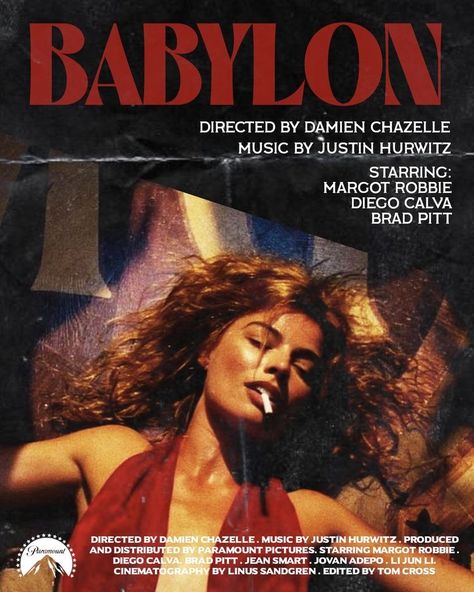 BABYLON
DIRECTED BY DAMIEN CHAZELLE
MUSIC BY JUSTIN HURWITZ
STARRING:
MARGOT ROBBIE
DIEGO CALVA
BRAD PITT
DIRECTED BY DAMIEN CHAZELLE . MUSIC BY JUSTIN HURWITZ . PRODUCED
AND DISTRIBUTED BY PARAMOUNT PICTURES. STARRING MARGOT ROBBIE .
DIEGO CALVA. BRAD PITT . JEAN SMART . JOVAN ADEPO . LI JUN LI.
CINEMATOGRAPHY BY LINUS SANDGREN . EDITED BY TOM CROSS
Paramount